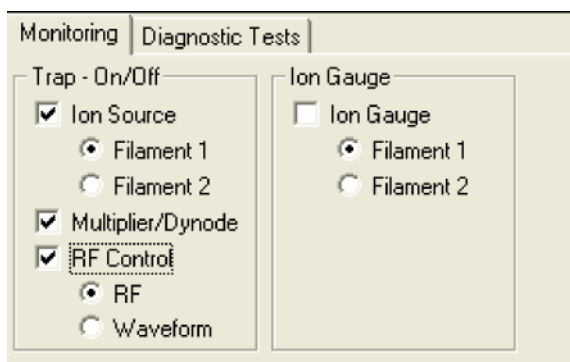 Monitoring
Diagnostic Tests
Trap - On/Off
Ion Source
Filament 1
Filament 2
Multiplier/Dynode
RF Control
RF
Waveform
Ion Gauge
Ion Gauge
Filament 1
Filament 2